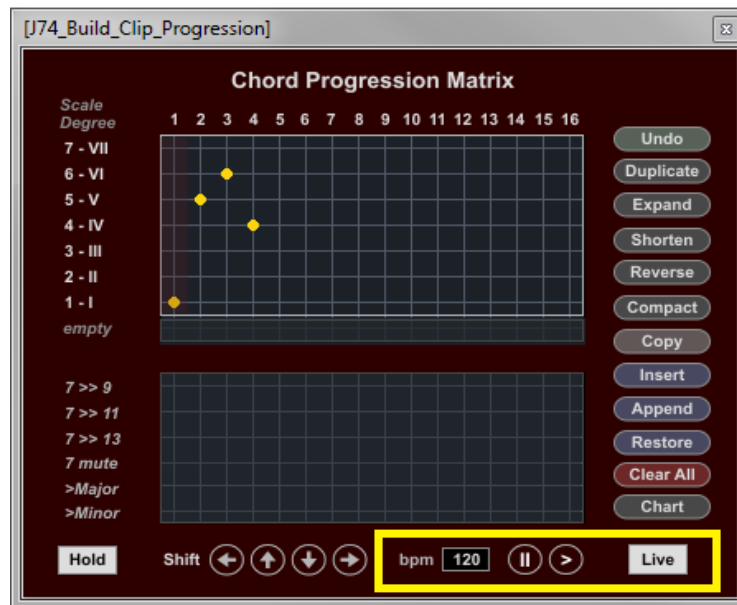 [J74_Build_Clip_Progression]
Chord Progression Matrix
Scale
Degree
1 2 3 4 5 6 7 8 9 10 11 12 13 14 15 16
7 - VII
6 - VI
5 - V
4 - IV
3 - III
2 - II
1 - I
empty
7 >> 9
7 >> 11
7 >> 13
7 mute
>Major
>Minor
Undo
Duplicate
Expand
Shorten
Reverse
Compact
Copy
Insert
Append
Restore
Clear All
Chart
Hold Shift bpm 120 > Live